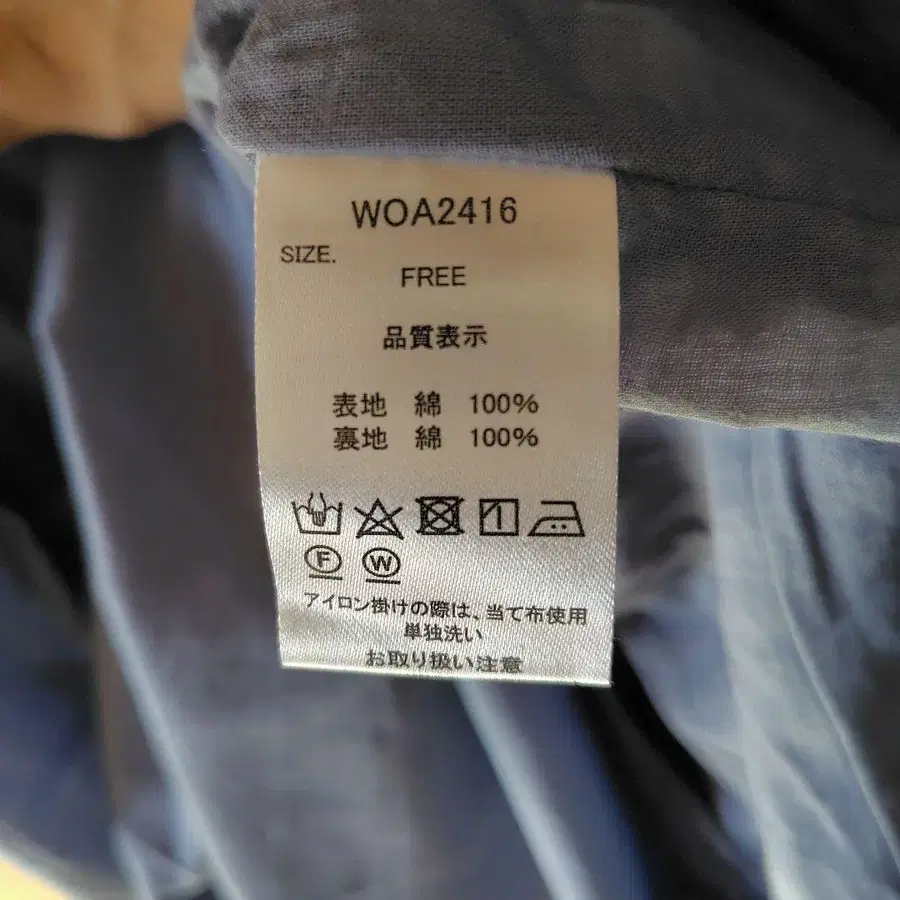 WOA2416
SIZE.
FREE
品質表示
表地 綿 100%
裏地 綿 100%
F W
アイロン掛けの際は、当て布使用
単独洗い
お取り扱い注意